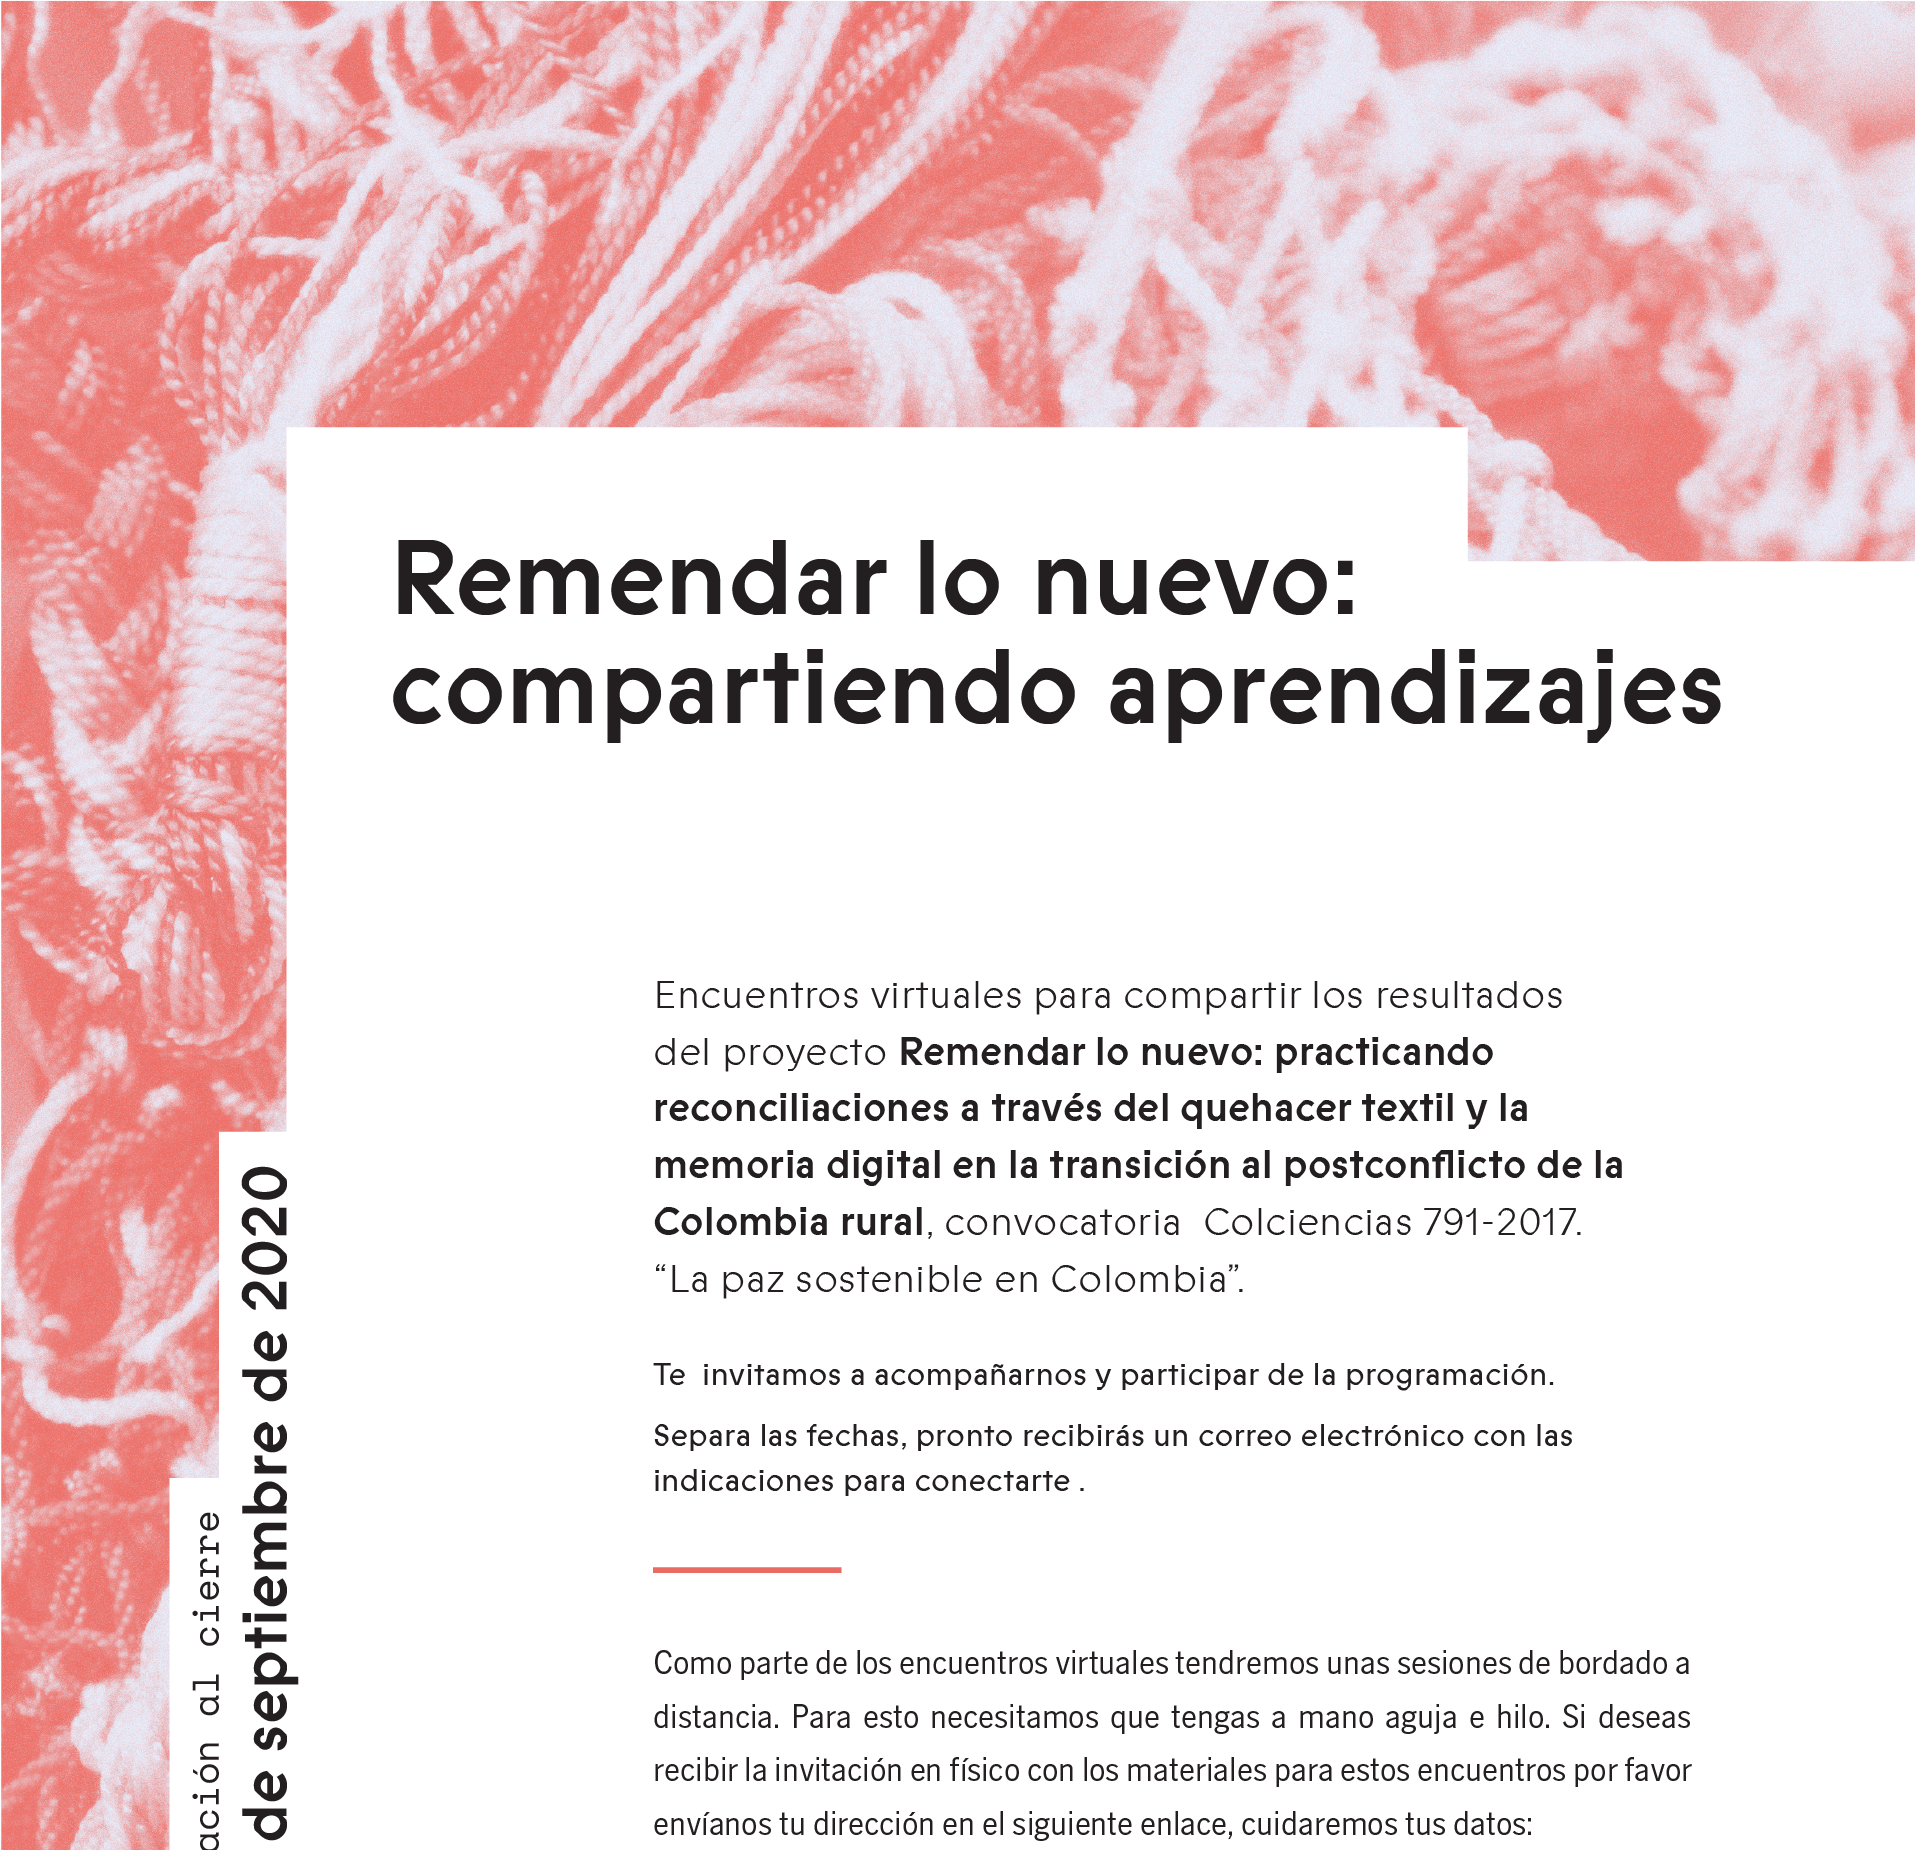 Remendar lo nuevo:
compartiendo aprendizajes
Encuentros virtuales para compartir los resultados
del proyecto Remendar lo nuevo: practicando
reconciliaciones a través del quehacer textil y la
memoria digital en la transición al postconflicto de la
Colombia rural, convocatoria  Colciencias 791-2017.
“La paz sostenible en Colombia”.
Te  invitamos a acompañarnos y participar de la programación.
Separa las fechas, pronto recibirás un correo electrónico con las
indicaciones para conectarte .
Como parte de los encuentros virtuales tendremos unas sesiones de bordado a
distancia. Para esto necesitamos que tengas a mano aguja e hilo. Si deseas
recibir la invitación en físico con los materiales para estos encuentros por favor
envíanos tu dirección en el siguiente enlace, cuidaremos tus datos:
ación al cierre
de septiembre de 2020